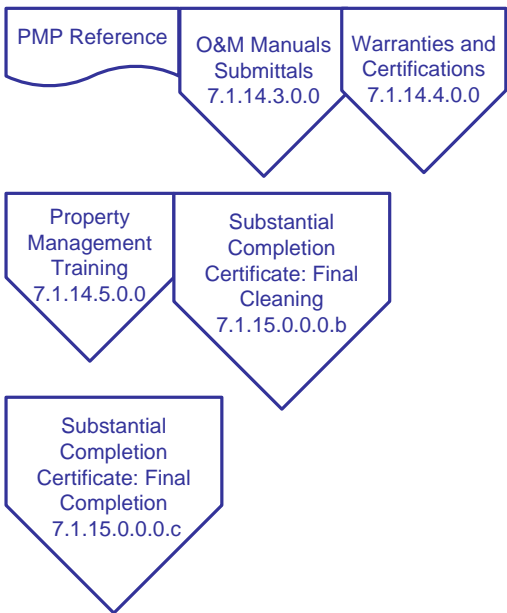 PMP Reference
O&M Manuals
Submittals
7.1.14.3.0.0
Warranties and
Certifications
7.1.14.4.0.0
Property
Management
Training
7.1.14.5.0.0
Substantial
Completion
Certificate: Final
Cleaning
7.1.15.0.0.0.b
Substantial
Completion
Certificate: Final
Completion
7.1.15.0.0.0.c